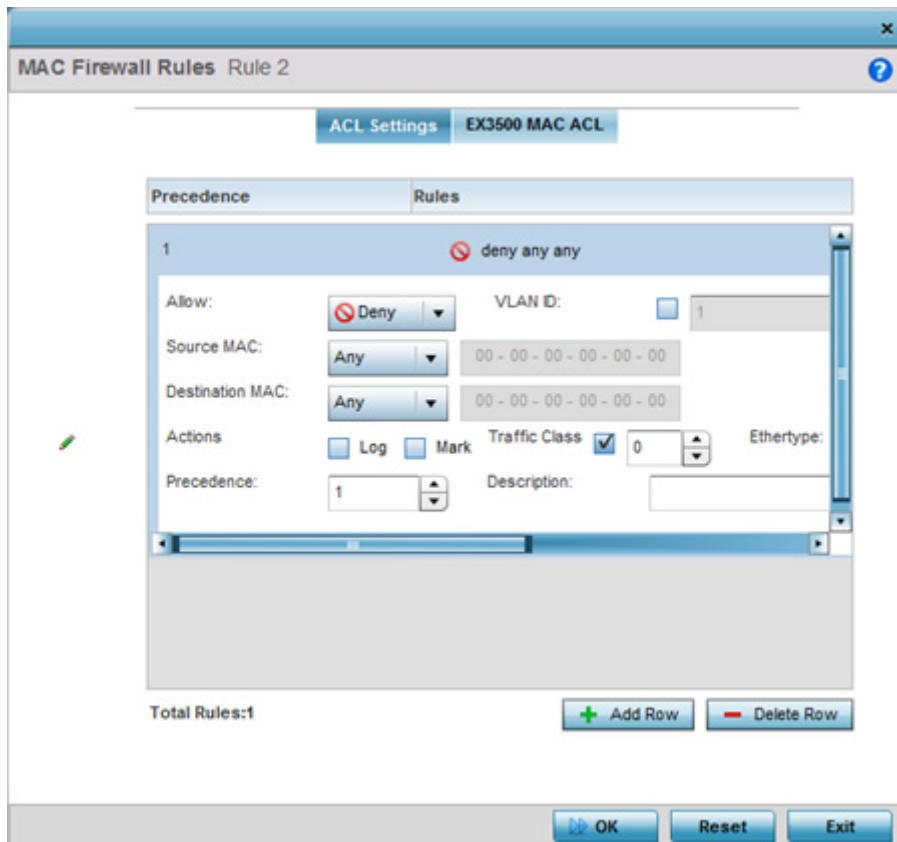 ×
MAC Firewall Rules Rule 2 ?
ACL Settings EX3500 MAC ACL
Precedence Rules
1 deny any any
Allow: Deny VLAN ID: 1
Source MAC: Any 00 - 00 - 00 - 00 - 00 - 00
Destination MAC: Any 00 - 00 - 00 - 00 - 00 - 00
Actions Log Mark Traffic Class 0 Ethertype:
Precedence: 1 Description:
Total Rules:1 Add Row Delete Row
OK Reset Exit